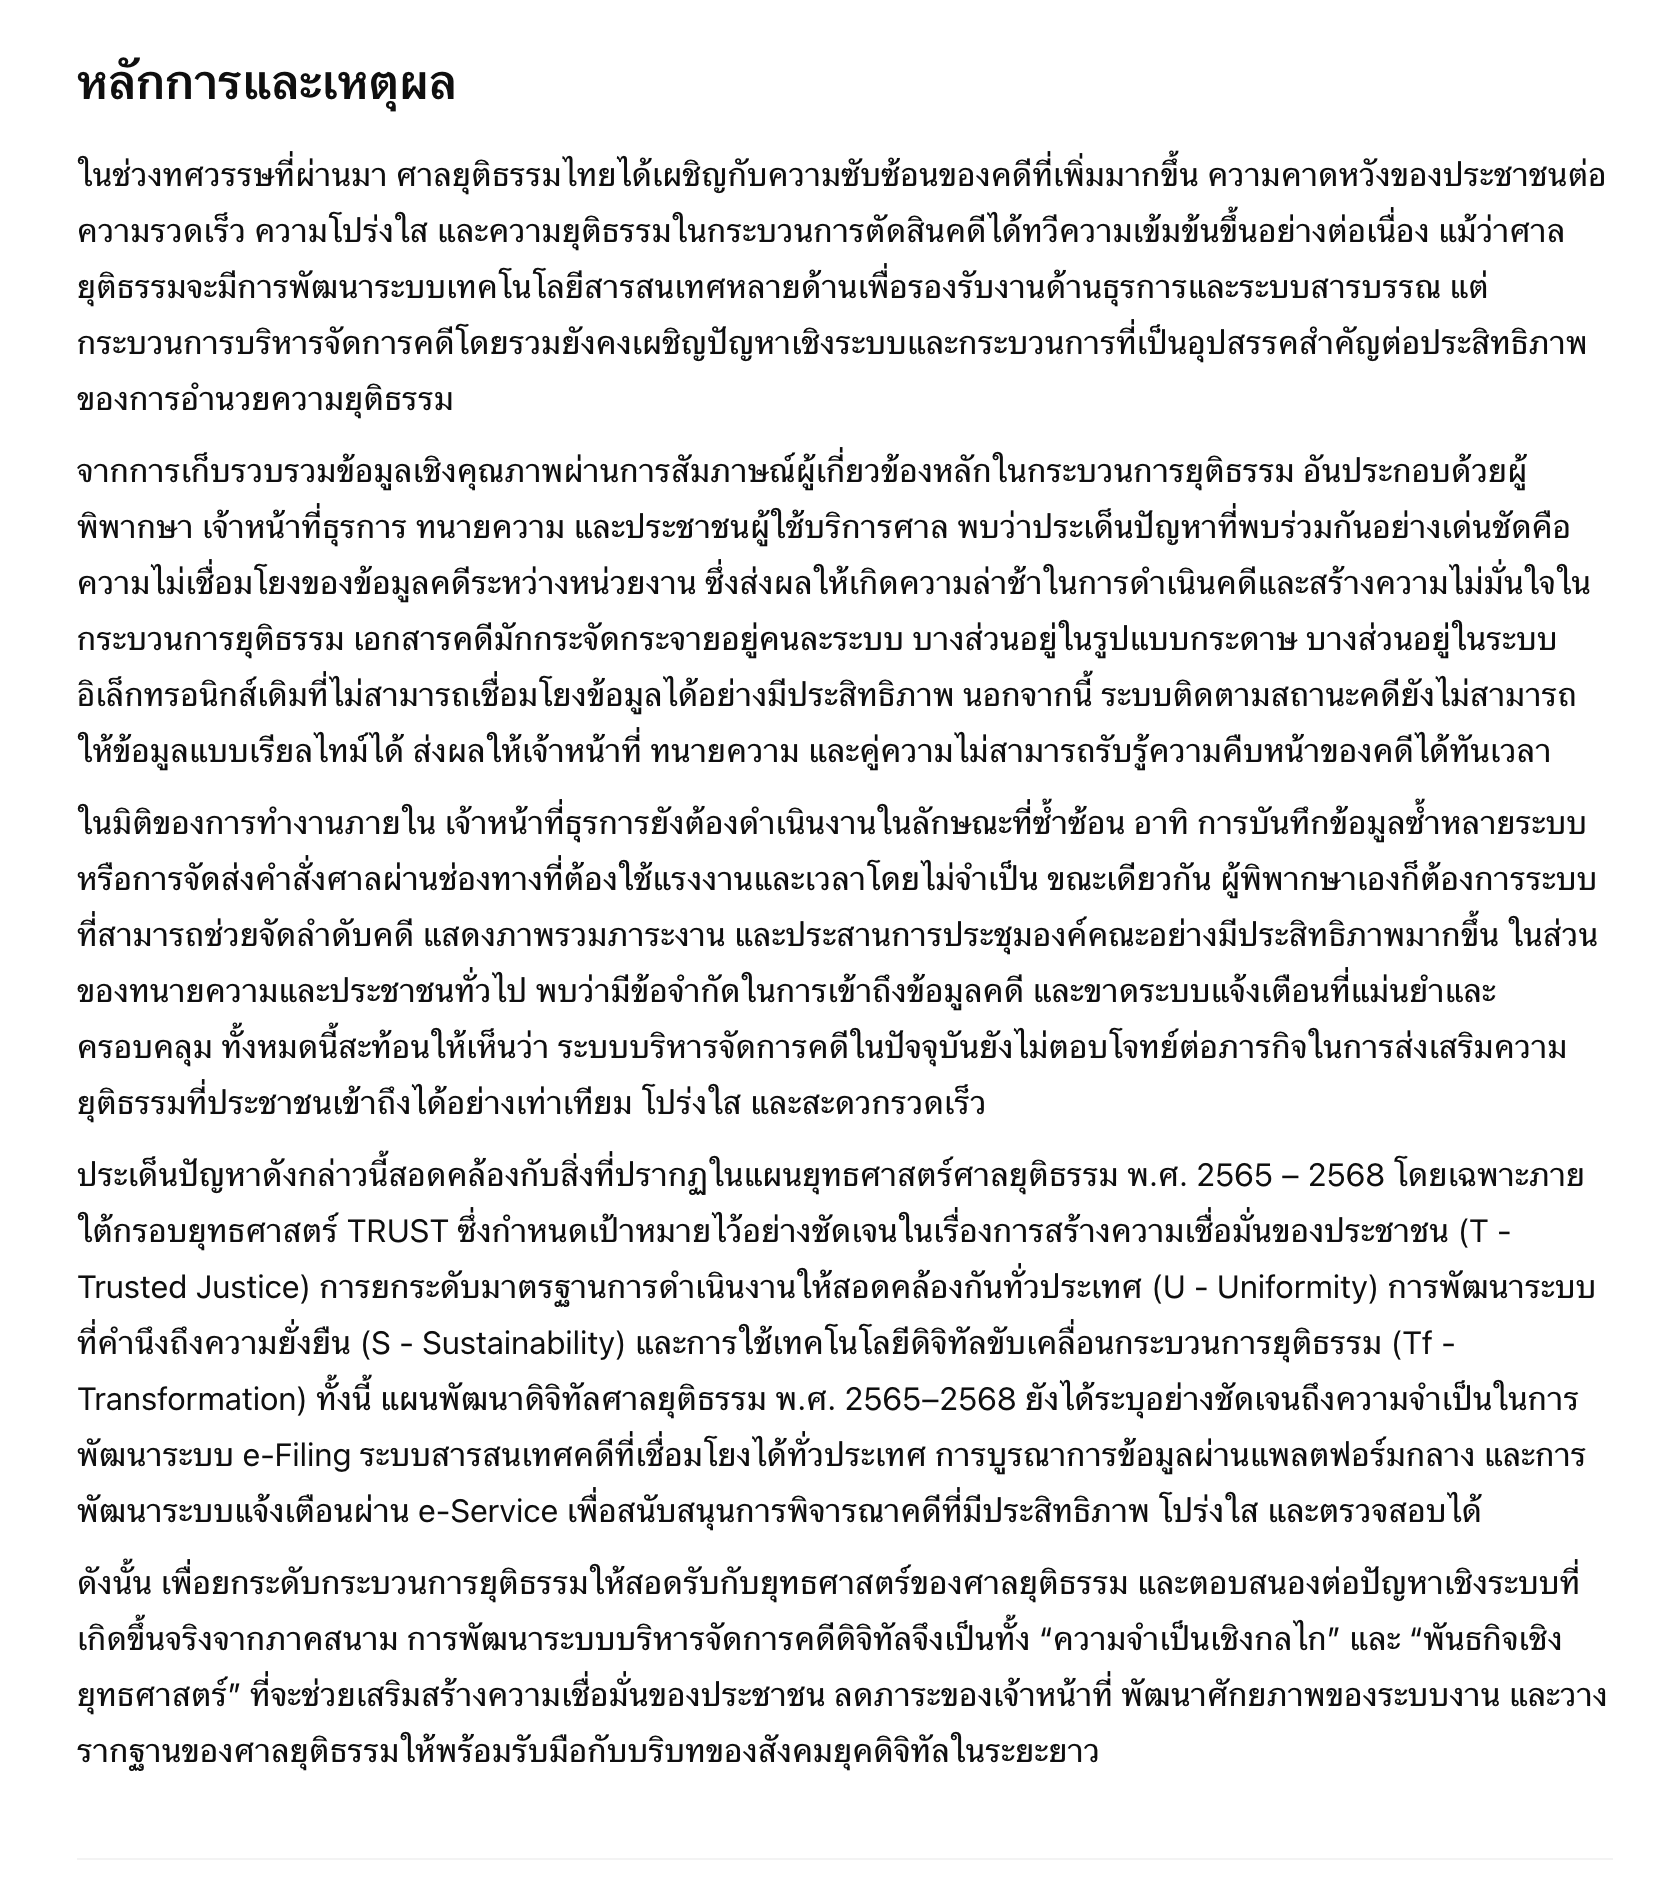 หลักการและเหตุผล
ในช่วงทศวรรษที่ผ่านมา ศาลยุติธรรมไทยได้เผชิญกับความซับซ้อนของคดีที่เพิ่มมากขึ้น ความคาดหวังของประชาชนต่อ
ความรวดเร็ว ความโปร่งใส และความยุติธรรมในกระบวนการตัดสินคดีได้ทวีความเข้มข้นขึ้นอย่างต่อเนื่อง แม้ว่าศาล
ยุติธรรมจะมีการพัฒนาระบบเทคโนโลยีสารสนเทศหลายด้านเพื่อรองรับงานด้านธุรการและระบบสารบรรณ แต่
กระบวนการบริหารจัดการคดีโดยรวมยังคงเผชิญปัญหาเชิงระบบและกระบวนการที่เป็นอุปสรรคสำคัญต่อประสิทธิภาพ
ของการอำนวยความยุติธรรม
จากการเก็บรวบรวมข้อมูลเชิงคุณภาพผ่านการสัมภาษณ์ผู้เกี่ยวข้องหลักในกระบวนการยุติธรรม อันประกอบด้วยผู้
พิพากษา เจ้าหน้าที่ธุรการ ทนายความ และประชาชนผู้ใช้บริการศาล พบว่าประเด็นปัญหาที่พบร่วมกันอย่างเด่นชัดคือ
ความไม่เชื่อมโยงของข้อมูลคดีระหว่างหน่วยงาน ซึ่งส่งผลให้เกิดความล่าช้าในการดำเนินคดีและสร้างความไม่มั่นใจใน
กระบวนการยุติธรรม เอกสารคดีมักกระจัดกระจายอยู่คนละระบบ บางส่วนอยู่ในรูปแบบกระดาษ บางส่วนอยู่ในระบบ
อิเล็กทรอนิกส์เดิมที่ไม่สามารถเชื่อมโยงข้อมูลได้อย่างมีประสิทธิภาพ นอกจากนี้ ระบบติดตามสถานะคดียังไม่สามารถ
ให้ข้อมูลแบบเรียลไทม์ได้ ส่งผลให้เจ้าหน้าที่ ทนายความ และคู่ความไม่สามารถรับรู้ความคืบหน้าของคดีได้ทันเวลา
ในมิติของการทำงานภายใน เจ้าหน้าที่ธุรการยังต้องดำเนินงานในลักษณะที่ซ้ำซ้อน อาทิ การบันทึกข้อมูลซ้ำหลายระบบ
หรือการจัดส่งคำสั่งศาลผ่านช่องทางที่ต้องใช้แรงงานและเวลาโดยไม่จำเป็น ขณะเดียวกัน ผู้พิพากษาเองก็ต้องการระบบ
ที่สามารถช่วยจัดลำดับคดี แสดงภาพรวมภาระงาน และประสานการประชุมองค์คณะอย่างมีประสิทธิภาพมากขึ้น ในส่วน
ของทนายความและประชาชนทั่วไป พบว่ามีข้อจำกัดในการเข้าถึงข้อมูลคดี และขาดระบบแจ้งเตือนที่แม่นยำและ
ครอบคลุม ทั้งหมดนี้สะท้อนให้เห็นว่า ระบบบริหารจัดการคดีในปัจจุบันยังไม่ตอบโจทย์ต่อภารกิจในการส่งเสริมความ
ยุติธรรมที่ประชาชนเข้าถึงได้อย่างเท่าเทียม โปร่งใส และสะดวกรวดเร็ว
ประเด็นปัญหาดังกล่าวนี้สอดคล้องกับสิ่งที่ปรากฏในแผนยุทธศาสตร์ศาลยุติธรรม พ.ศ. 2565 – 2568 โดยเฉพาะภาย
ใต้กรอบยุทธศาสตร์ TRUST ซึ่งกำหนดเป้าหมายไว้อย่างชัดเจนในเรื่องการสร้างความเชื่อมั่นของประชาชน (T -
Trusted Justice) การยกระดับมาตรฐานการดำเนินงานให้สอดคล้องกันทั่วประเทศ (U - Uniformity) การพัฒนาระบบ
ที่คำนึงถึงความยั่งยืน (S - Sustainability) และการใช้เทคโนโลยีดิจิทัลขับเคลื่อนกระบวนการยุติธรรม (Tf -
Transformation) ทั้งนี้ แผนพัฒนาดิจิทัลศาลยุติธรรม พ.ศ. 2565–2568 ยังได้ระบุอย่างชัดเจนถึงความจำเป็นในการ
พัฒนาระบบ e-Filing ระบบสารสนเทศคดีที่เชื่อมโยงได้ทั่วประเทศ การบูรณาการข้อมูลผ่านแพลตฟอร์มกลาง และการ
พัฒนาระบบแจ้งเตือนผ่าน e-Service เพื่อสนับสนุนการพิจารณาคดีที่มีประสิทธิภาพ โปร่งใส และตรวจสอบได้
ดังนั้น เพื่อยกระดับกระบวนการยุติธรรมให้สอดรับกับยุทธศาสตร์ของศาลยุติธรรม และตอบสนองต่อปัญหาเชิงระบบที่
เกิดขึ้นจริงจากภาคสนาม การพัฒนาระบบบริหารจัดการคดีดิจิทัลจึงเป็นทั้ง “ความจำเป็นเชิงกลไก” และ “พันธกิจเชิง
ยุทธศาสตร์” ที่จะช่วยเสริมสร้างความเชื่อมั่นของประชาชน ลดภาระของเจ้าหน้าที่ พัฒนาศักยภาพของระบบงาน และวาง
รากฐานของศาลยุติธรรมให้พร้อมรับมือกับบริบทของสังคมยุคดิจิทัลในระยะยาว